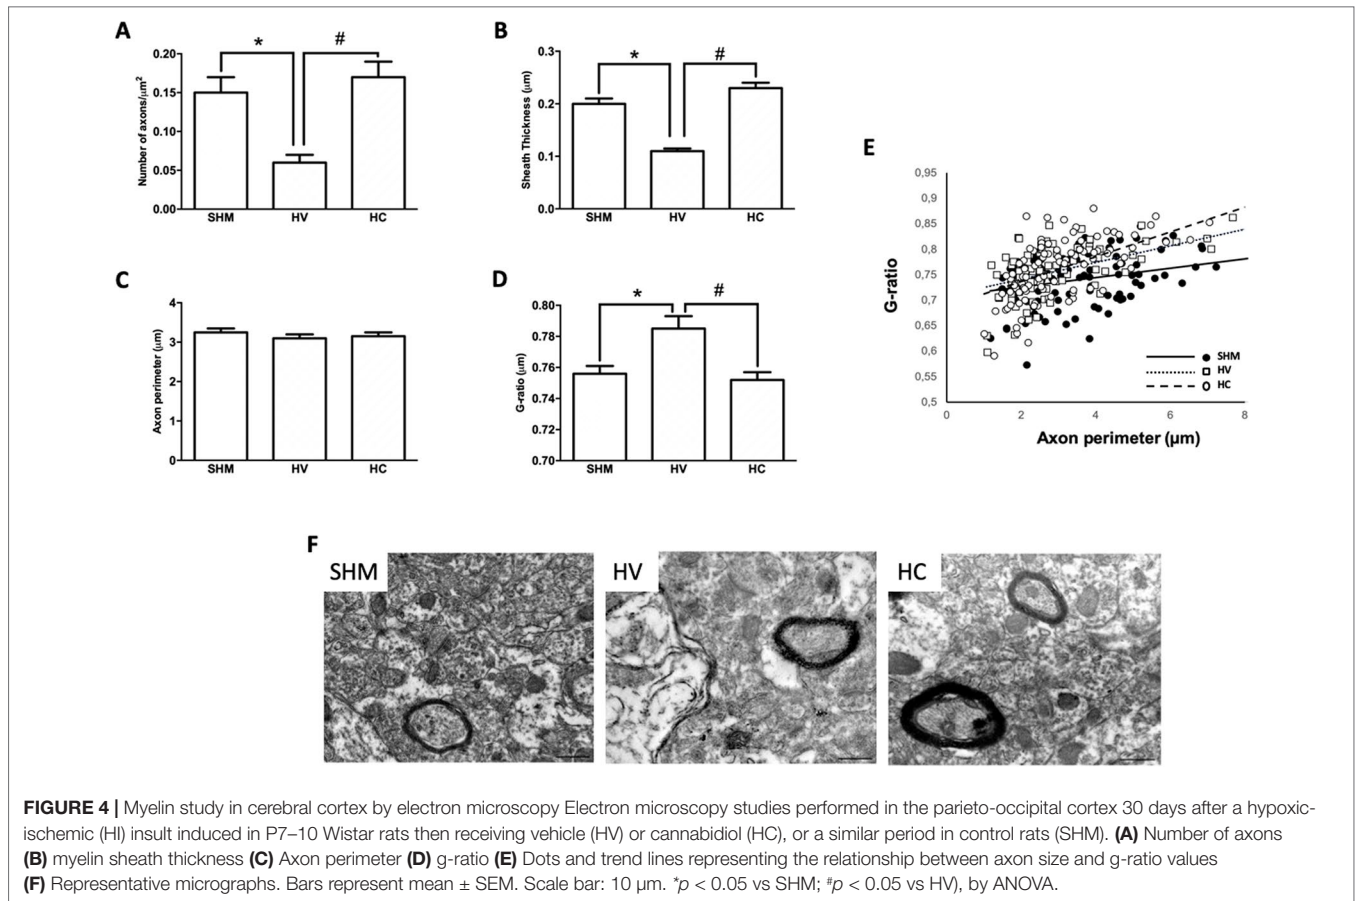 A
* #
Number of axons/μm²
0.20
0.15
0.10
0.05
0.00
SHM HV HC
B
* #
Sheath Thickness (μm)
0.3
0.2
0.1
0.0
SHM HV HC
C
Axon perimeter (μm)
4
3
2
1
0
SHM HV HC
D
* #
G-ratio (μm)
0.80
0.78
0.76
0.74
0.72
0.70
SHM HV HC
E
G-ratio
0,95
0,9
0,85
0,8
0,75
0,7
0,65
0,6
0,55
0,5
0 2 4 6 8
Axon perimeter (μm)
SHM
HV
HC
F
SHM HV HC
FIGURE 4 | Myelin study in cerebral cortex by electron microscopy Electron microscopy studies performed in the parieto-occipital cortex 30 days after a hypoxic-
ischemic (HI) insult induced in P7–10 Wistar rats then receiving vehicle (HV) or cannabidiol (HC), or a similar period in control rats (SHM). (A) Number of axons
(B) myelin sheath thickness (C) Axon perimeter (D) g-ratio (E) Dots and trend lines representing the relationship between axon size and g-ratio values
(F) Representative micrographs. Bars represent mean ± SEM. Scale bar: 10 μm. *p < 0.05 vs SHM; #p < 0.05 vs HV), by ANOVA.